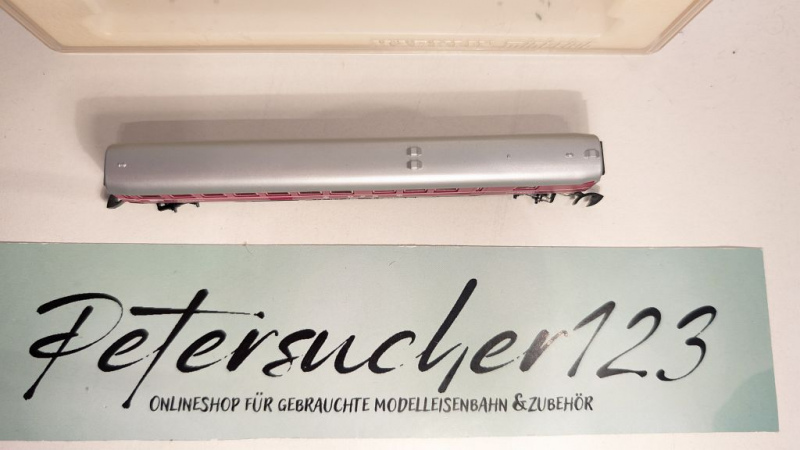 Petersucher123
ONLINESHOP FÜR GEBRAUCHTE MODELLEISENBAHN &ZUBEHÖR